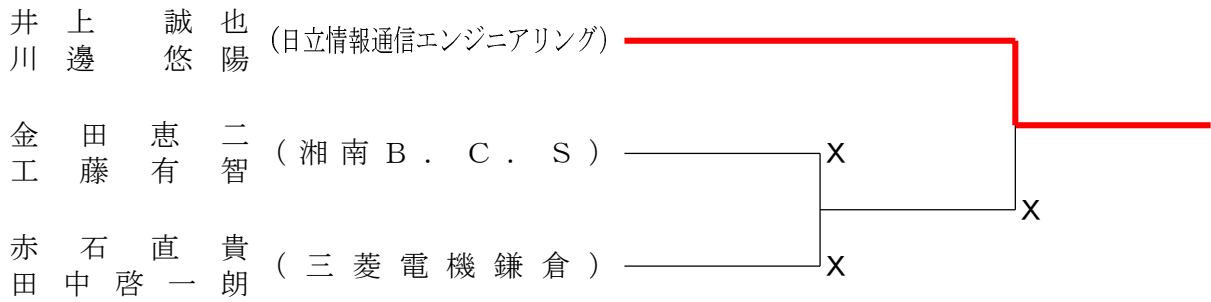 井上 誠也
川邊 悠陽
(日立情報通信エンジニアリング)
金田恵二
工藤有智
(湘南B.C.S)
X
X
赤石直貴
田中啓一朗
(三菱電機鎌倉)
X